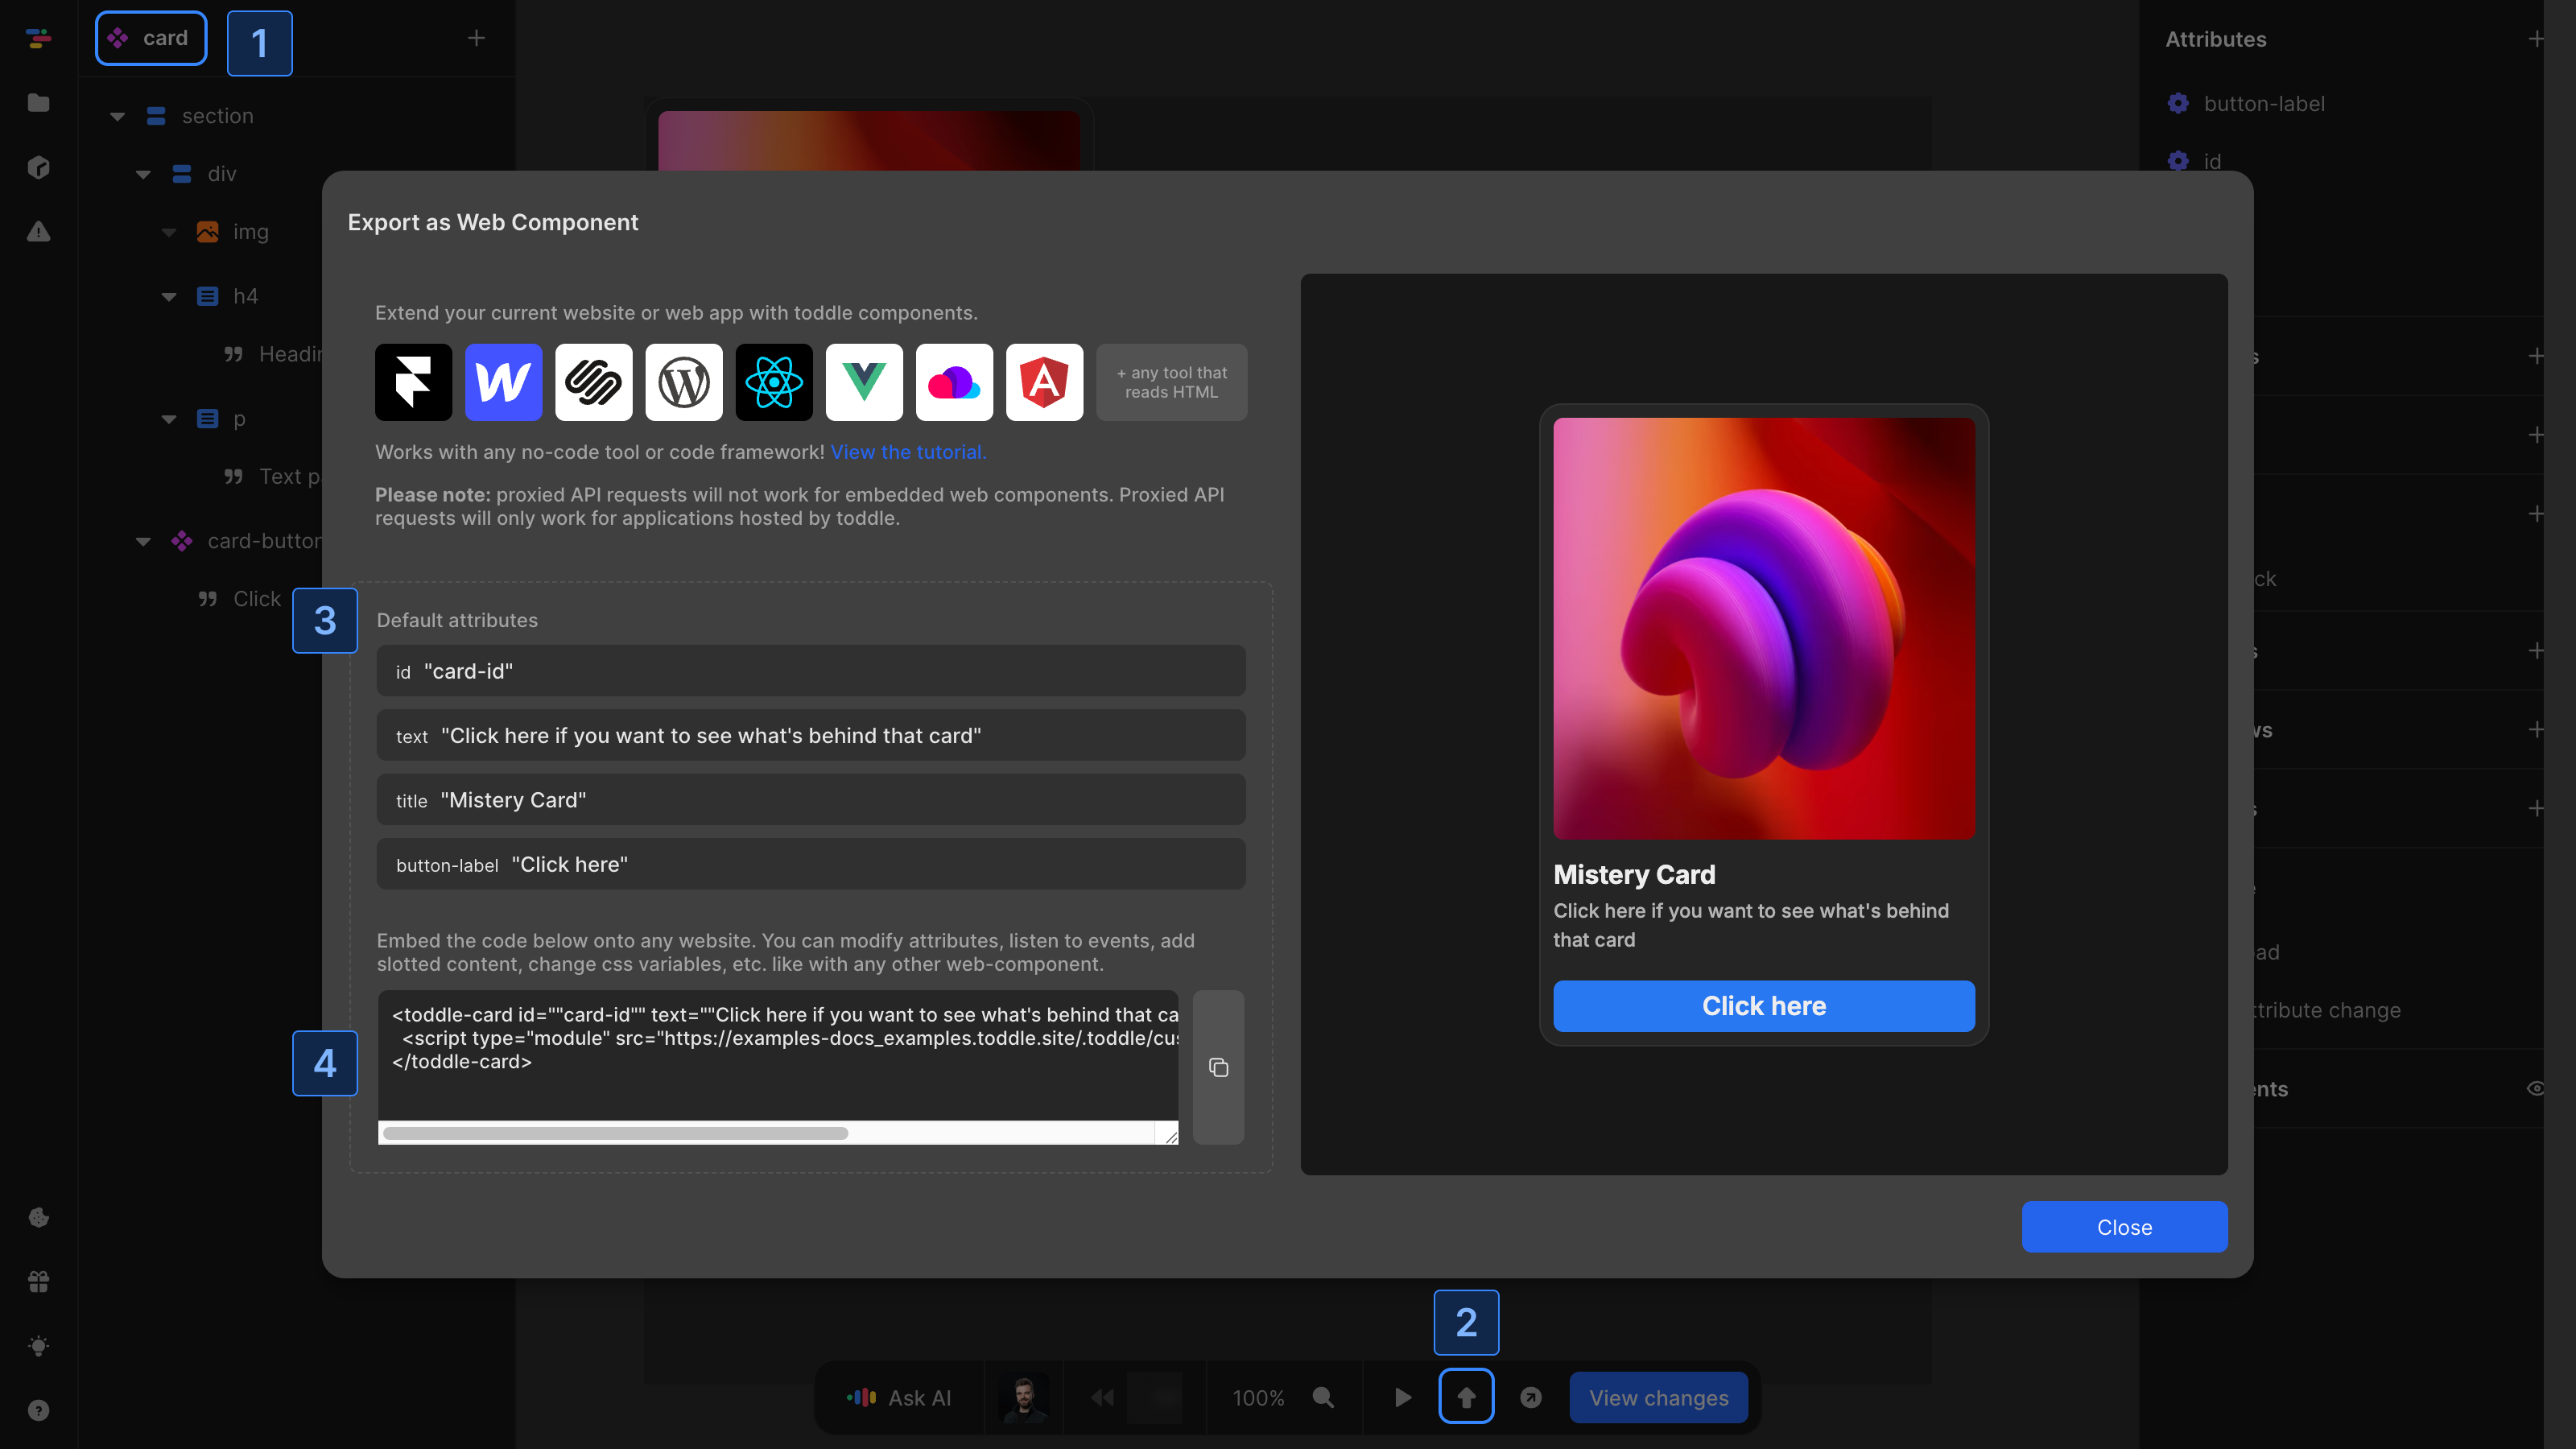 card
1
section
div
img
h4
p
Text p
card-button
Click
Attributes
button-label
id
Export as Web Component
Extend your current website or web app with toddle components.
+ any tool that
reads HTML
Works with any no-code tool or code framework! View the tutorial.
Please note: proxied API requests will not work for embedded web components. Proxied API
requests will only work for applications hosted by toddle.
3
Default attributes
id "card-id"
text "Click here if you want to see what's behind that card"
title "Mistery Card"
button-label "Click here"
Embed the code below onto any website. You can modify attributes, listen to events, add
slotted content, change css variables, etc. like with any other web-component.
4
<toddle-card id=""card-id"" text=""Click here if you want to see what's behind that ca
<script type="module" src="https://examples-docs_examples.toddle.site/.toddle/cus
</toddle-card>
Mistery Card
Click here if you want to see what's behind
that card
Click here
Close
ttribute change
2
Ask AI
100%
View changes